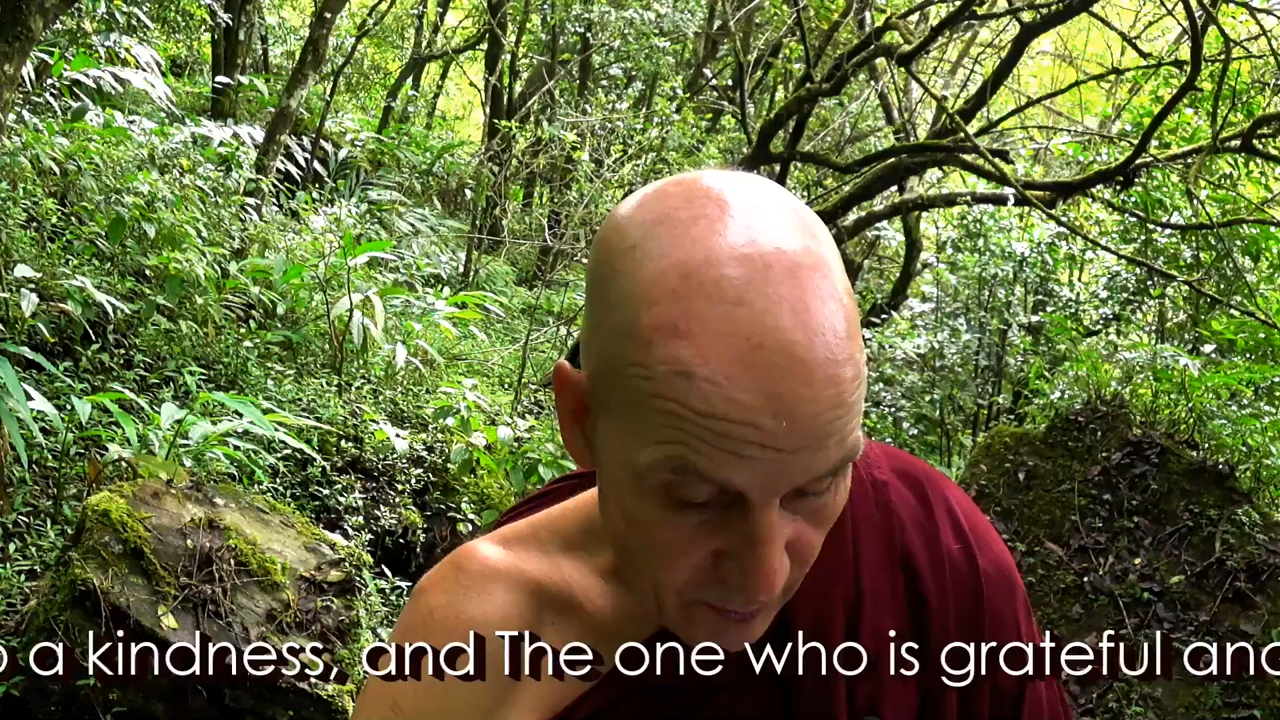 a kindness, and The one who is grateful and